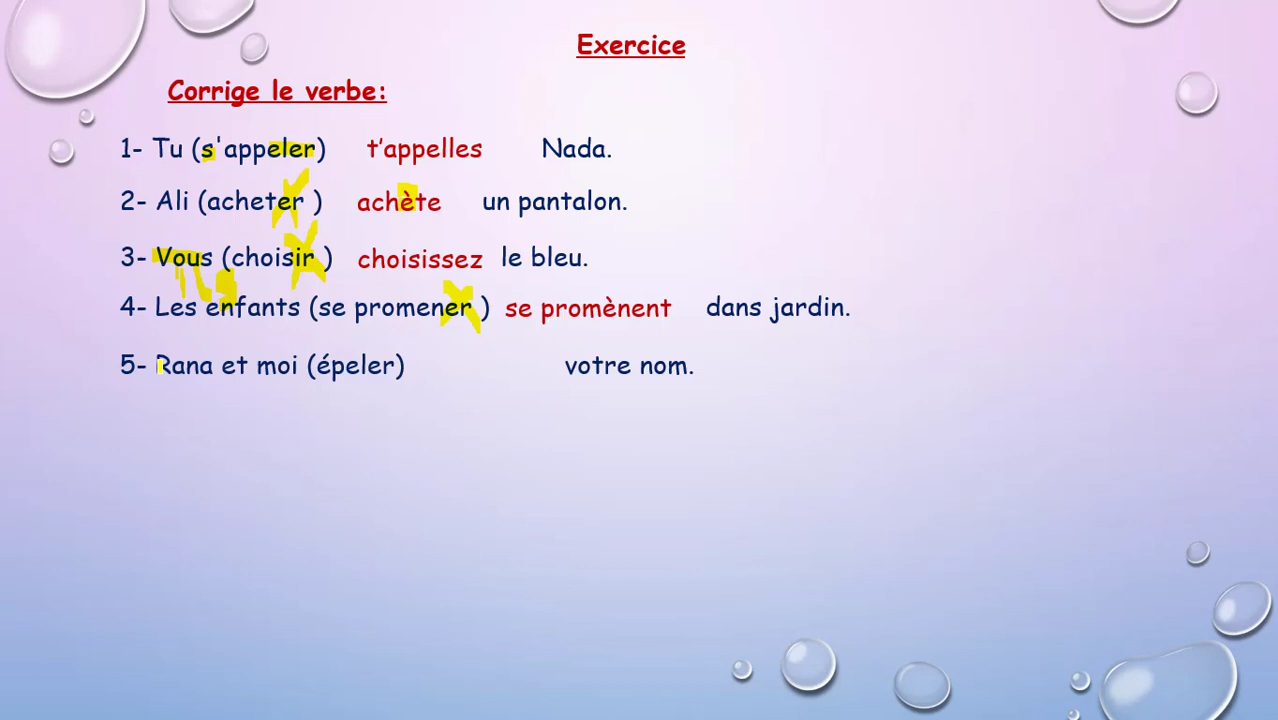 Exercice
Corrige le verbe:
1- Tu (s'appeler) t'appelles Nada.
2- Ali (acheter ) achète un pantalon.
3- Vous (choisir ) choisissez le bleu.
4- Les enfants (se promener ) se promènent dans jardin.
5- Rana et moi (épeler) votre nom.